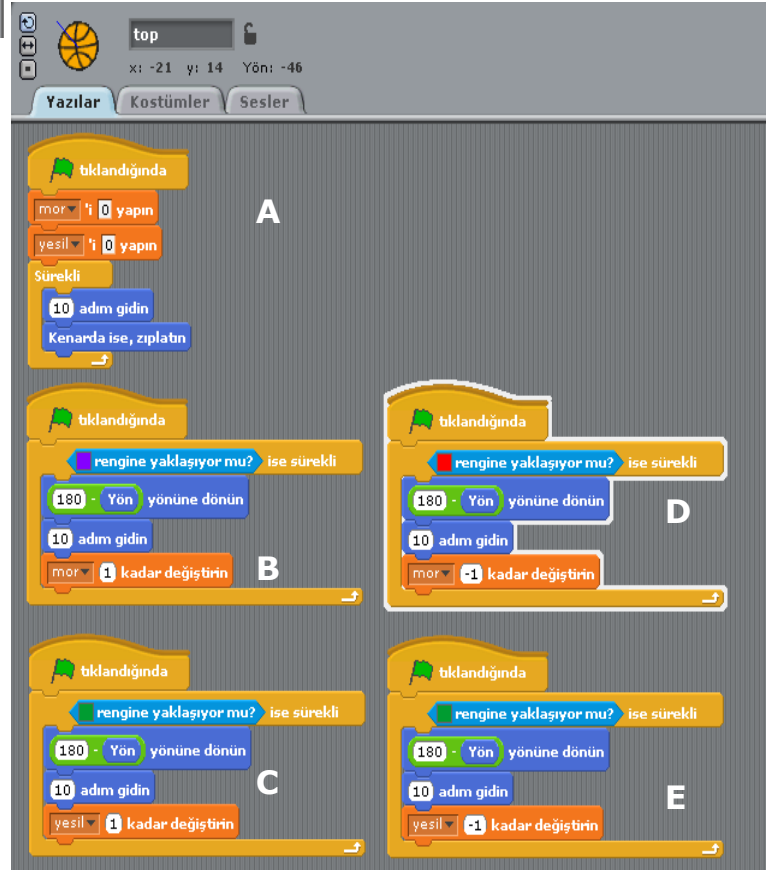 top
x: -21 y: 14 Yön: -46
Yazılar Kostümler Sesler
tıklandığında
mor 'i 0 yapın
yesil 'i 0 yapın
A
Sürekli
10 adım gidin
Kenarda ise, zıplatın
tıklandığında
rengine yaklaşıyor mu? ise sürekli
180 - Yön yönüne dönün
10 adım gidin
mor 1 kadar değiştirin
B
tıklandığında
rengine yaklaşıyor mu? ise sürekli
180 - Yön yönüne dönün
D
10 adım gidin
mor -1 kadar değiştirin
tıklandığında
rengine yaklaşıyor mu? ise sürekli
180 - Yön yönüne dönün
10 adım gidin
C
yesil 1 kadar değiştirin
tıklandığında
rengine yaklaşıyor mu? ise sürekli
180 - Yön yönüne dönün
10 adım gidin
E
yesil -1 kadar değiştirin